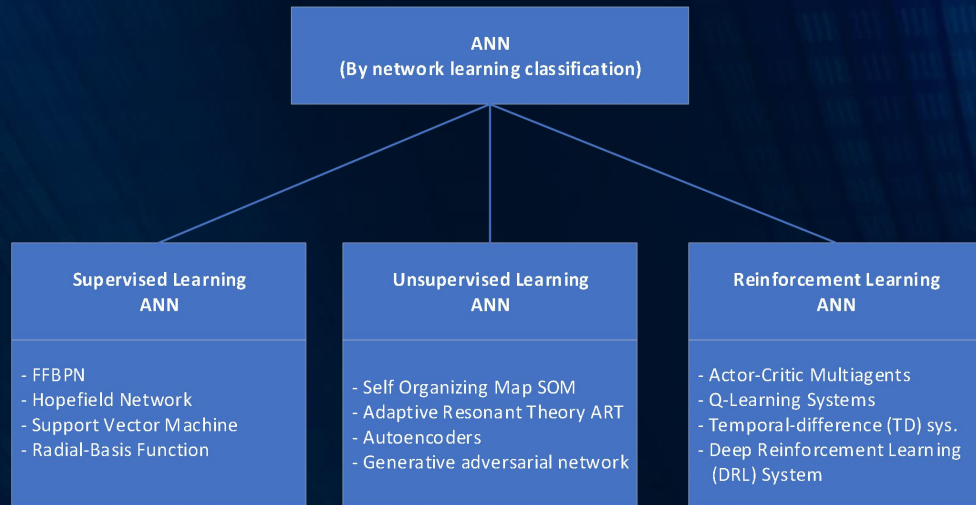 ANN
(By network learning classification)
Supervised Learning
ANN
- FFBPN
- Hopefield Network
- Support Vector Machine
- Radial-Basis Function
Unsupervised Learning
ANN
- Self Organizing Map SOM
- Adaptive Resonant Theory ART
- Autoencoders
- Generative adversarial network
Reinforcement Learning
ANN
- Actor-Critic Multiagents
- Q-Learning Systems
- Temporal-difference (TD) sys.
- Deep Reinforcement Learning
(DRL) System